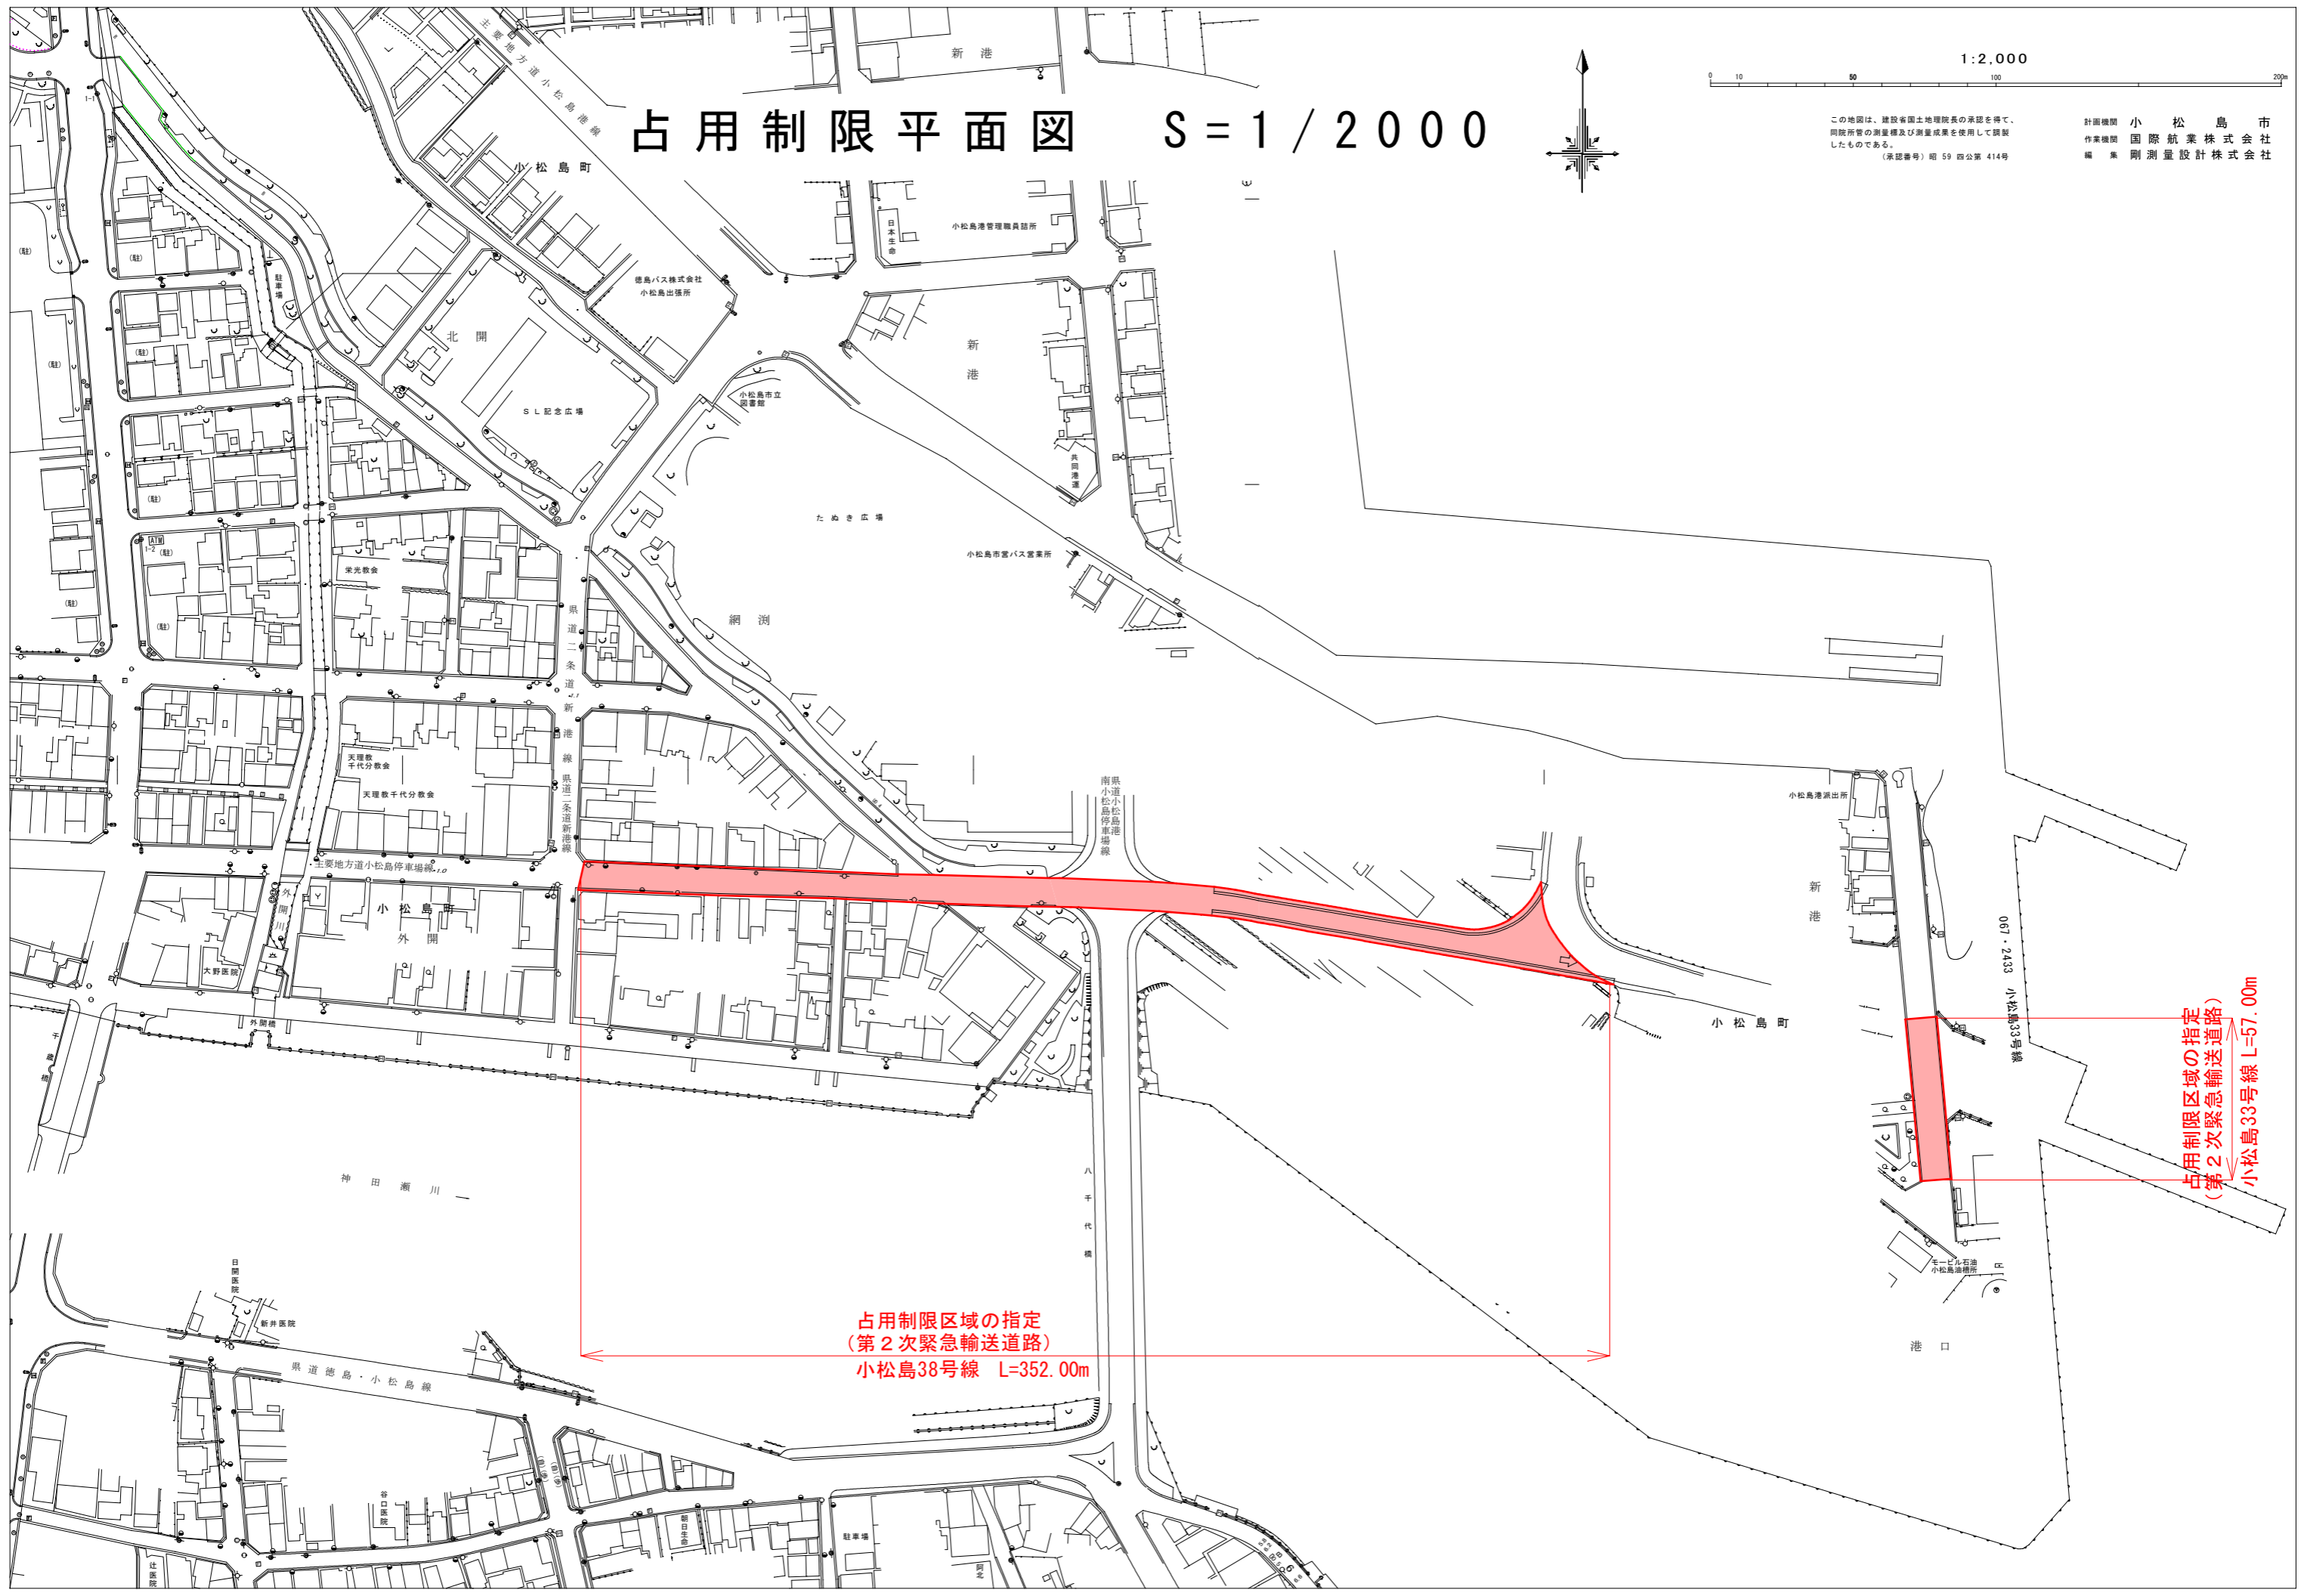 占用制限平面図　S=1/2000
1:2,000
0 10 50 100 200m
この地図は、建設省国土地理院長の承認を得て、
同院所管の測量標及び測量成果を使用して調製
したものである。
（承認番号）昭 59 四公第 414号
計画機関 小松島市
作業機関 国際航業株式会社
編集 剛測量設計株式会社
主要地方道小松島港線
新港
小松島町
日本生命
小松島港管理職員詰所
徳島バス株式会社
小松島出張所
駐車場
北開
新港
SL記念広場
小松島市立
図書館
共同港運
たぬき広場
小松島市営バス営業所
ATM
1-1
1-2
栄光教会
網渕
県道二条道新港線
天理教
千代分教会
天理教千代分教会
県道二条道新港線
県道小松島港
南小松島停車場線
小松島港派出所
主要地方道小松島停車場線
外開川
小松島町
外開
大野医院
外開橋
千歳橋
新港
小松島町
067・2433　小松島33号線
占用制限区域の指定
（第２次緊急輸送道路）
小松島33号線 L=57.00m
神田瀬川
八千代橋
モービル石油
小松島油槽所
日開医院
新井医院
占用制限区域の指定
（第２次緊急輸送道路）
小松島38号線　L=352.00m
港口
県道徳島・小松島線
谷口医院
朝日生命
駐車場
阿北
辻医院